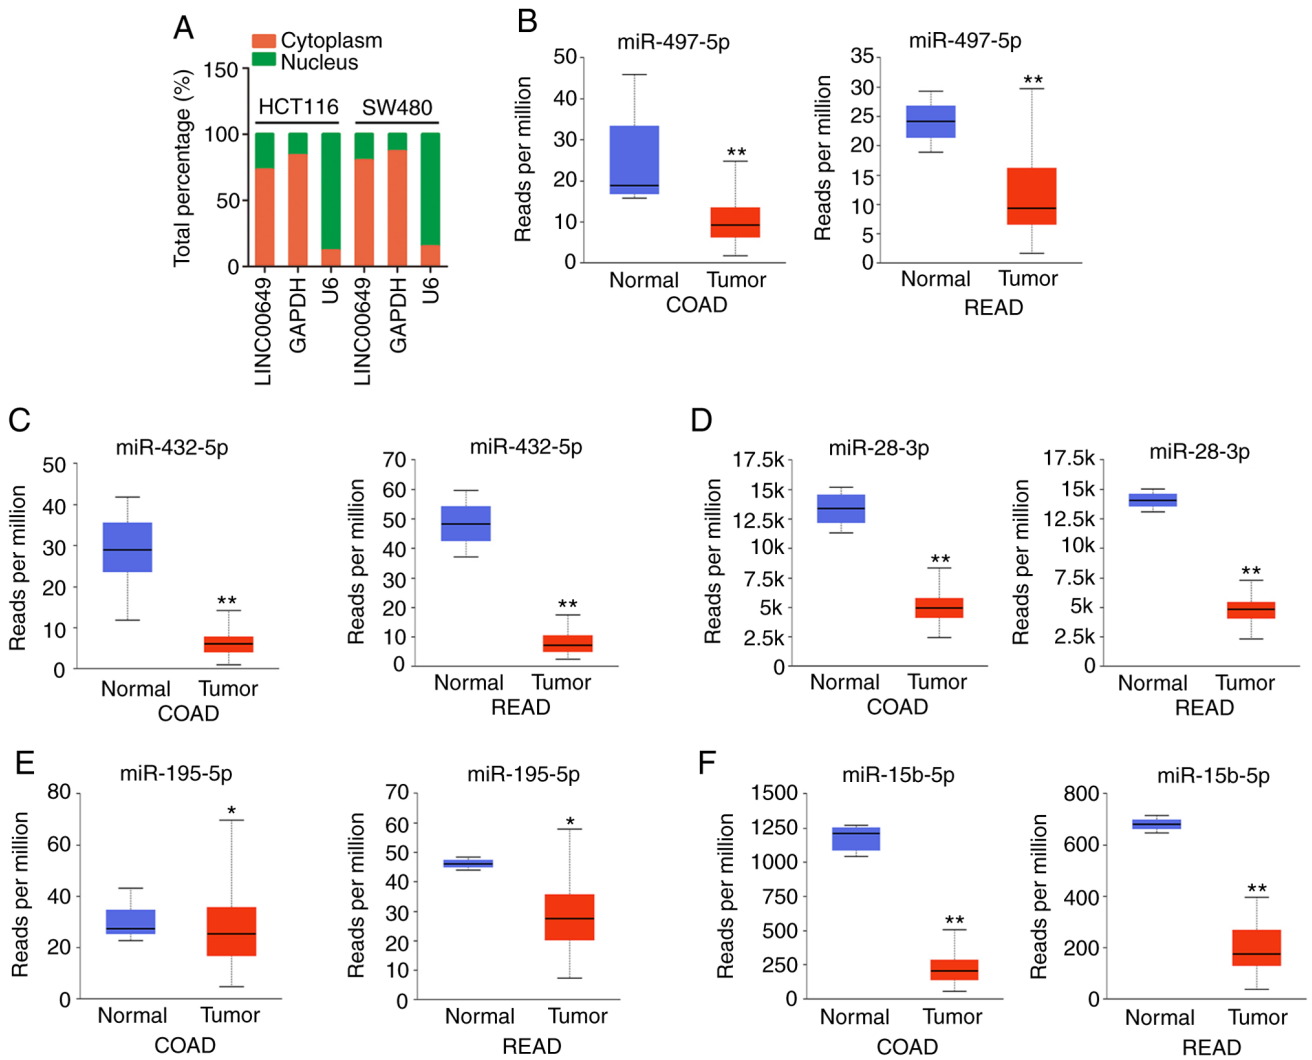 A
Cytoplasm
Nucleus
Total percentage (%)
150
100
50
0
HCT116
SW480
LINC00649
GAPDH
U6
LINC00649
GAPDH
U6
B
miR-497-5p
Reads per million
50
40
30
20
10
0
**
Normal
Tumor
COAD
miR-497-5p
Reads per million
35
30
25
20
15
10
5
0
**
Normal
Tumor
READ
C
miR-432-5p
Reads per million
50
40
30
20
10
0
**
Normal
Tumor
COAD
miR-432-5p
Reads per million
70
60
50
40
30
20
10
0
**
Normal
Tumor
READ
D
miR-28-3p
Reads per million
17.5k
15k
12.5k
10k
7.5k
5k
2.5k
0
**
Normal
Tumor
COAD
miR-28-3p
Reads per million
17.5k
15k
12.5k
10k
7.5k
5k
2.5k
0
**
Normal
Tumor
READ
E
miR-195-5p
Reads per million
80
60
40
20
0
*
Normal
Tumor
COAD
miR-195-5p
Reads per million
70
60
50
40
30
20
10
0
*
Normal
Tumor
READ
F
miR-15b-5p
Reads per million
1500
1250
1000
750
500
250
0
**
Normal
Tumor
COAD
miR-15b-5p
Reads per million
800
600
400
200
0
**
Normal
Tumor
READ